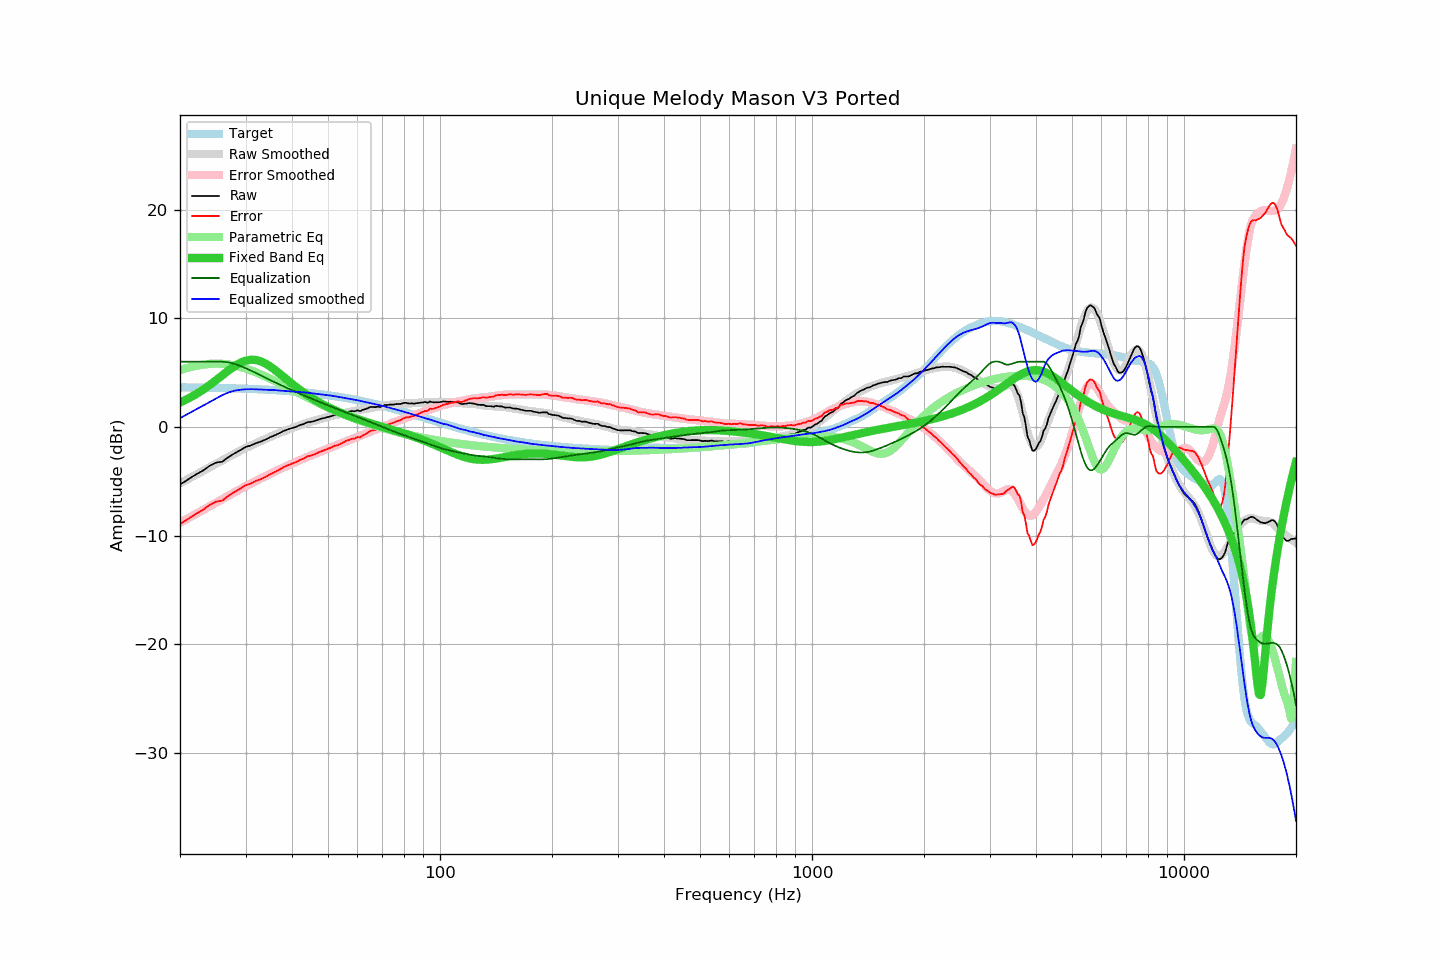 Unique Melody Mason V3 Ported
Target
Raw Smoothed
Error Smoothed
Raw
Error
Parametric Eq
Fixed Band Eq
Equalization
Equalized smoothed
20
10
0
−10
−20
−30
Amplitude (dBr)
100
1000
10000
Frequency (Hz)